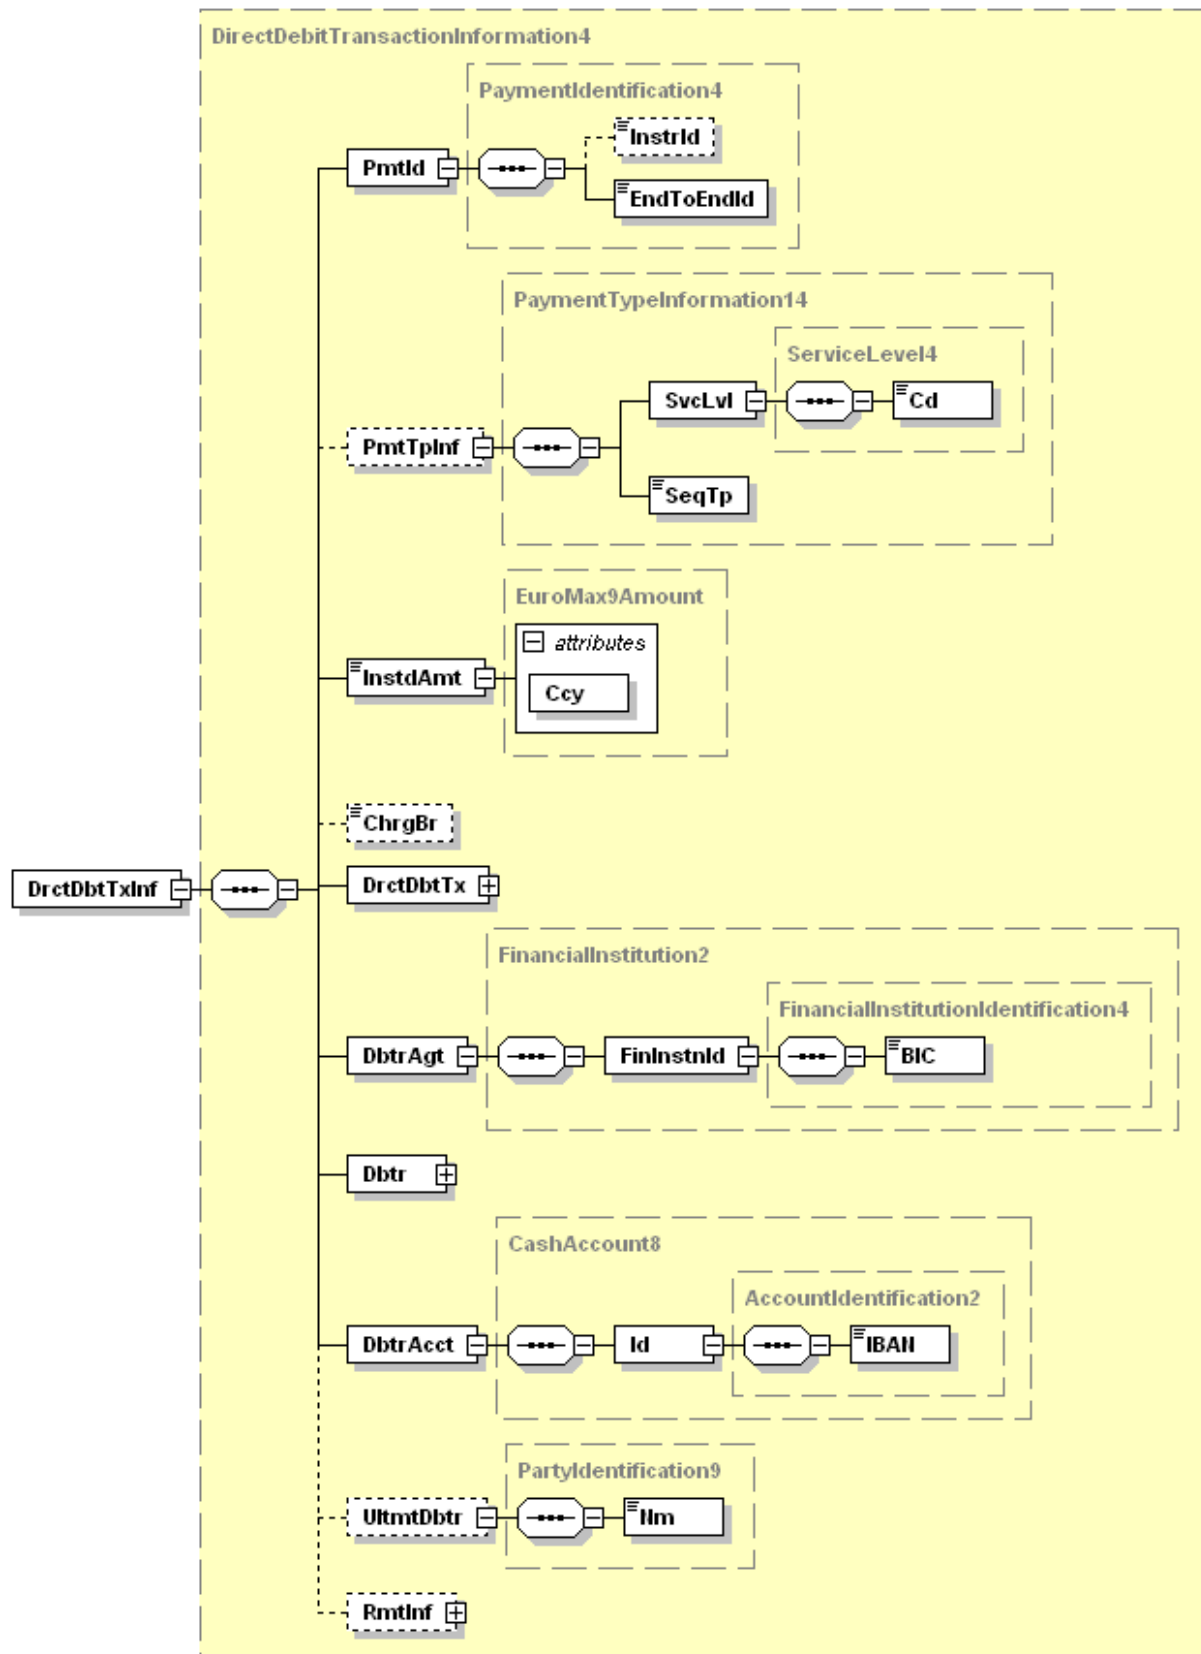 DirectDebitTransactionInformation4
PaymentIdentification4
InstrId
PmtId
EndToEndId
PaymentTypeInformation14
ServiceLevel4
SvcLvl
Cd
PmtTpInf
SeqTp
EuroMax9Amount
attributes
InstdAmt
Ccy
ChrgBr
DrctDbtTxInf
DrctDbtTx
FinancialInstitution2
FinancialInstitutionIdentification4
DbtrAgt
FinInstnId
BIC
Dbtr
CashAccount8
AccountIdentification2
DbtrAcct
Id
IBAN
PartyIdentification9
UltmtDbtr
Nm
RmtInf